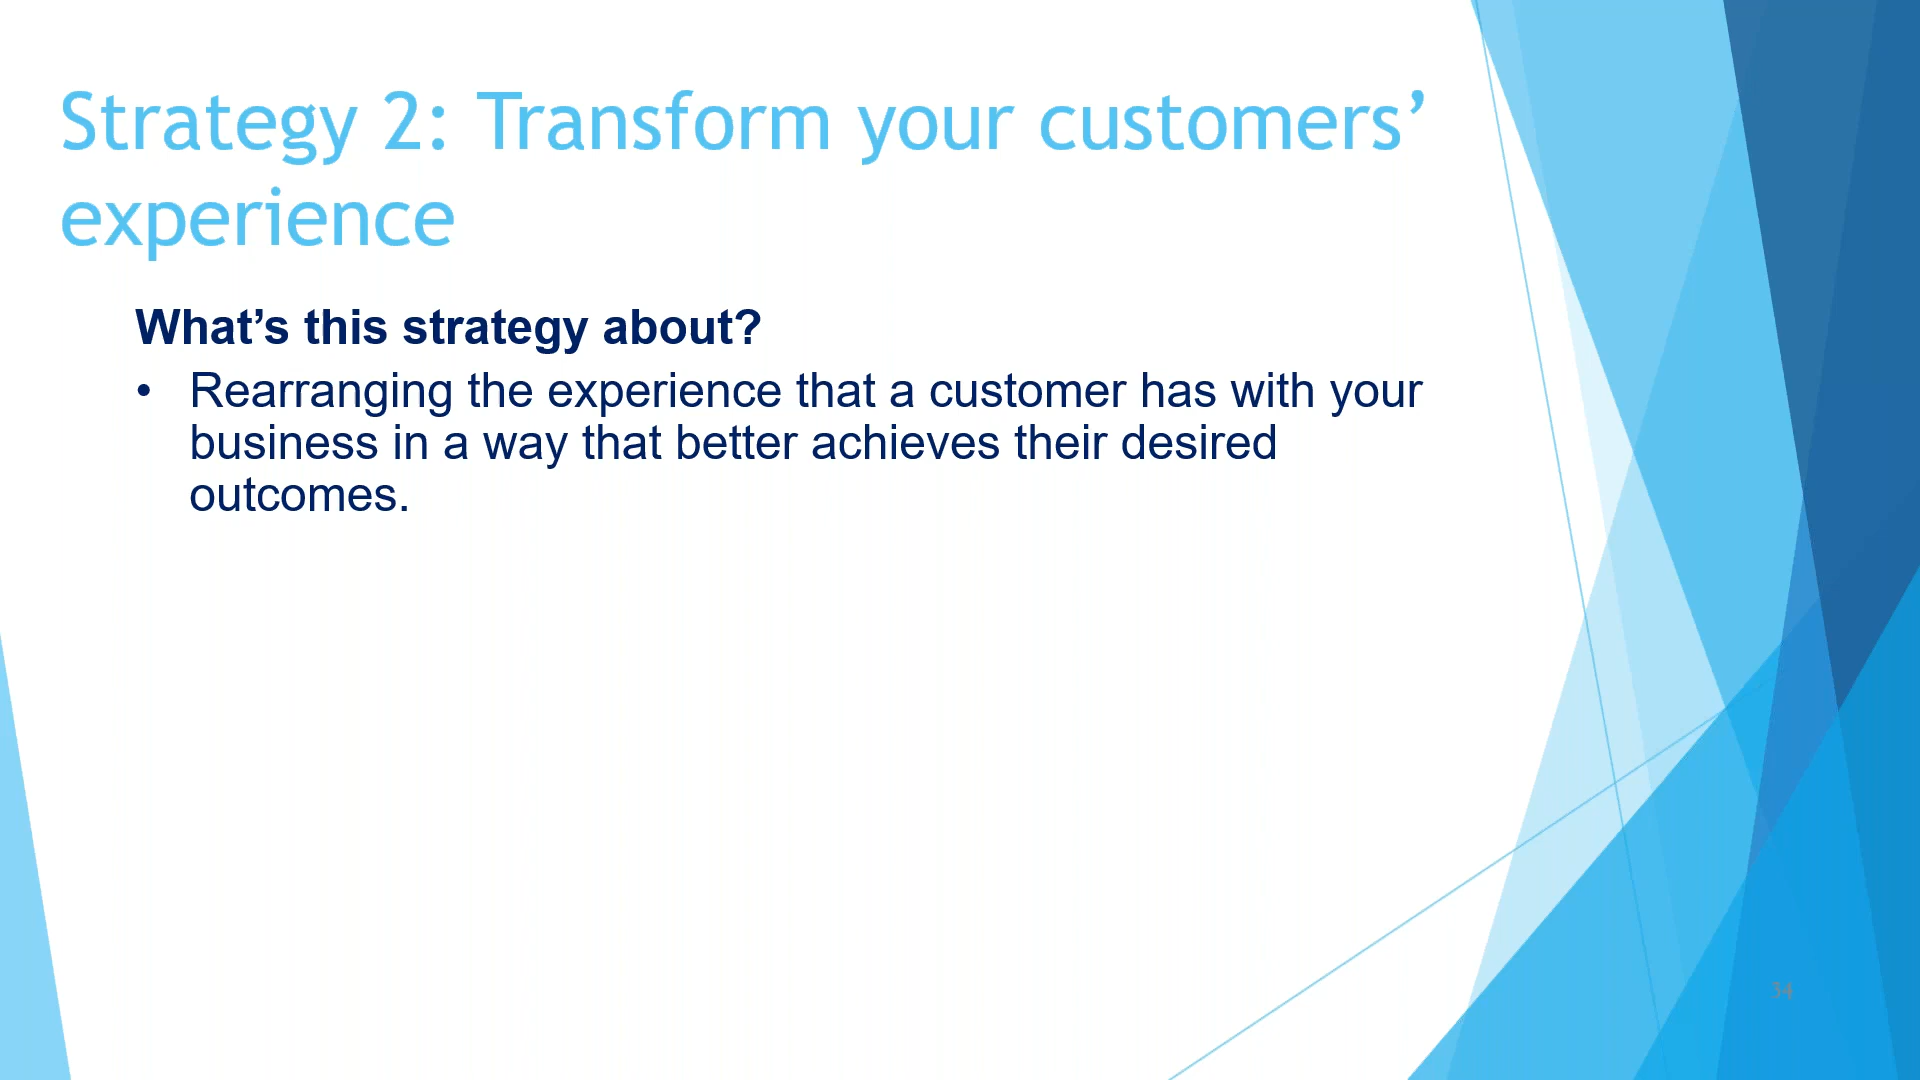 Strategy 2: Transform your customers’
experience
What’s this strategy about?
• Rearranging the experience that a customer has with your
business in a way that better achieves their desired
outcomes.
34